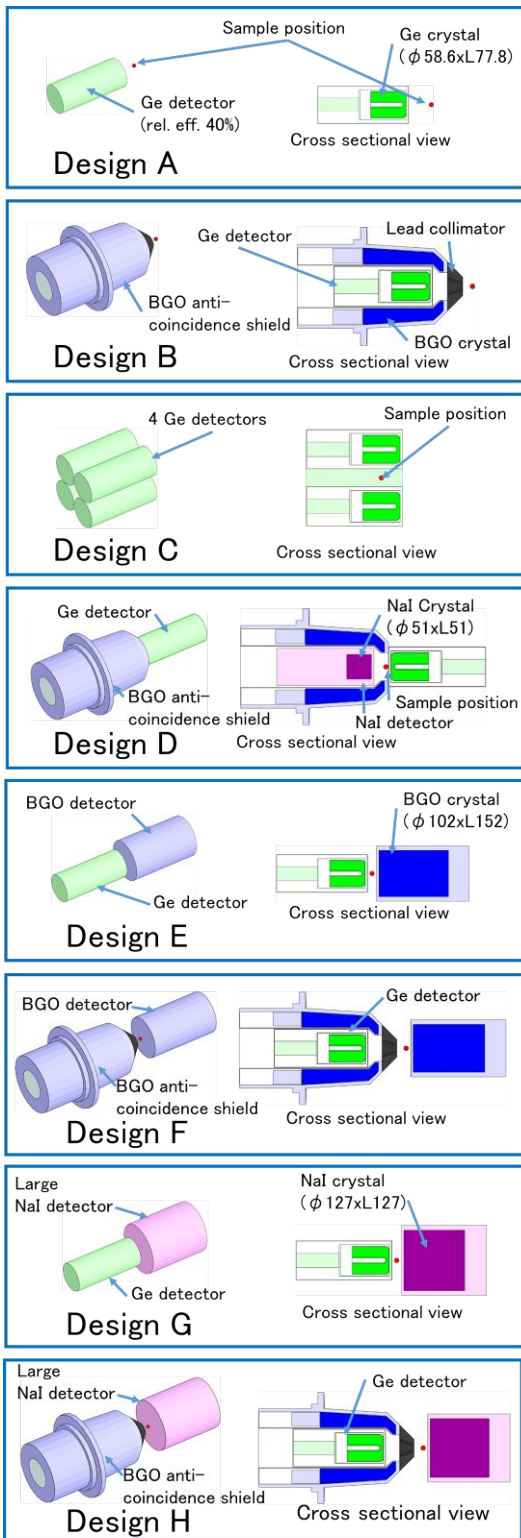 Sample position
Ge crystal
(φ58.6xL77.8)
Ge detector
(rel. eff. 40%)
Cross sectional view
Design A
Ge detector
Lead collimator
BGO anti-
coincidence shield
BGO crystal
Cross sectional view
Design B
4 Ge detectors
Sample position
Design C
Cross sectional view
Ge detector
NaI Crystal
(φ51xL51)
BGO anti-
coincidence shield
Sample position
NaI detector
Cross sectional view
Design D
BGO detector
BGO crystal
(φ102xL152)
Ge detector
Cross sectional view
Design E
BGO detector
Ge detector
BGO anti-
coincidence shield
Cross sectional view
Design F
Large
NaI detector
NaI crystal
(φ127xL127)
Ge detector
Cross sectional view
Design G
Large
NaI detector
Ge detector
BGO anti-
coincidence shield
Cross sectional view
Design H